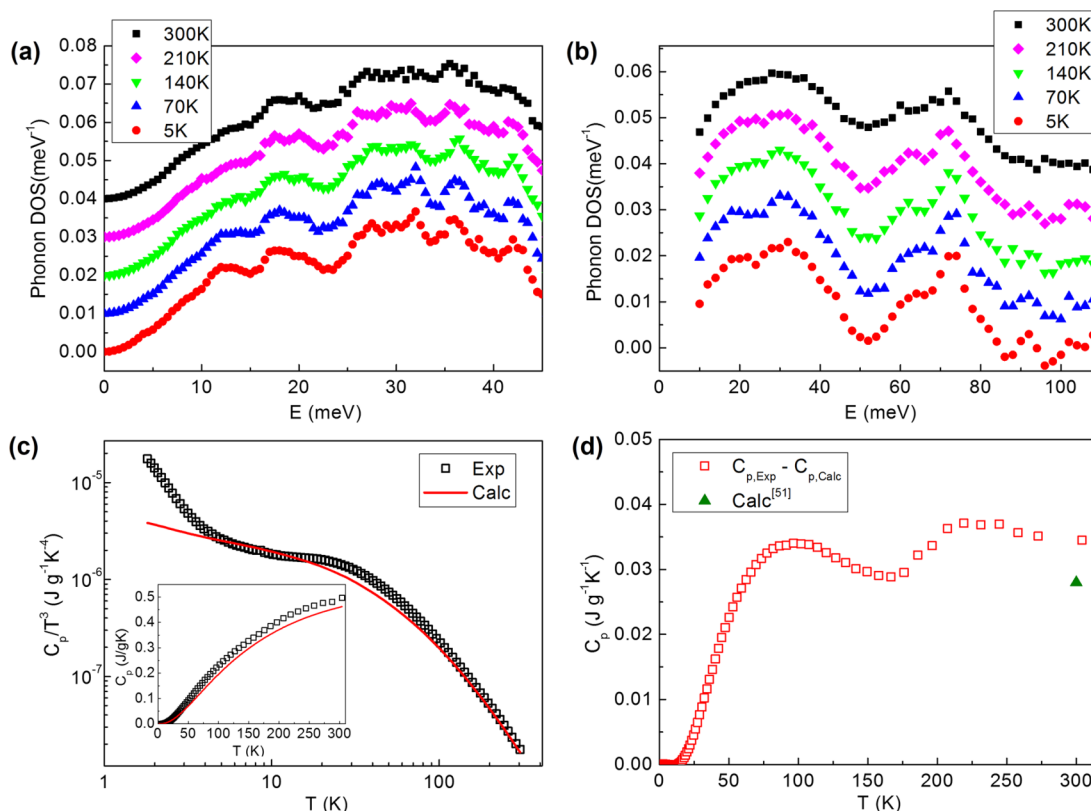 (a)
300K
210K
140K
70K
5K
0.08
0.07
0.06
0.05
0.04
0.03
0.02
0.01
0.00
Phonon DOS(meV⁻¹)
0 10 20 30 40
E (meV)
(b)
300K
210K
140K
70K
5K
0.06
0.05
0.04
0.03
0.02
0.01
0.00
Phonon DOS(meV⁻¹)
0 20 40 60 80 100
E (meV)
(c)
Exp
Calc
10⁻⁵
10⁻⁶
10⁻⁷
Cₚ/T³ (J g⁻¹K⁻⁴)
0.5
0.4
0.3
0.2
0.1
0.0
Cₚ (J/gK)
0 50 100 150 200 250 300
T (K)
1 10 100
T (K)
(d)
Cₚ,Exp - Cₚ,Calc
Calc[51]
0.05
0.04
0.03
0.02
0.01
0.00
Cₚ (J g⁻¹K⁻¹)
0 50 100 150 200 250 300
T (K)